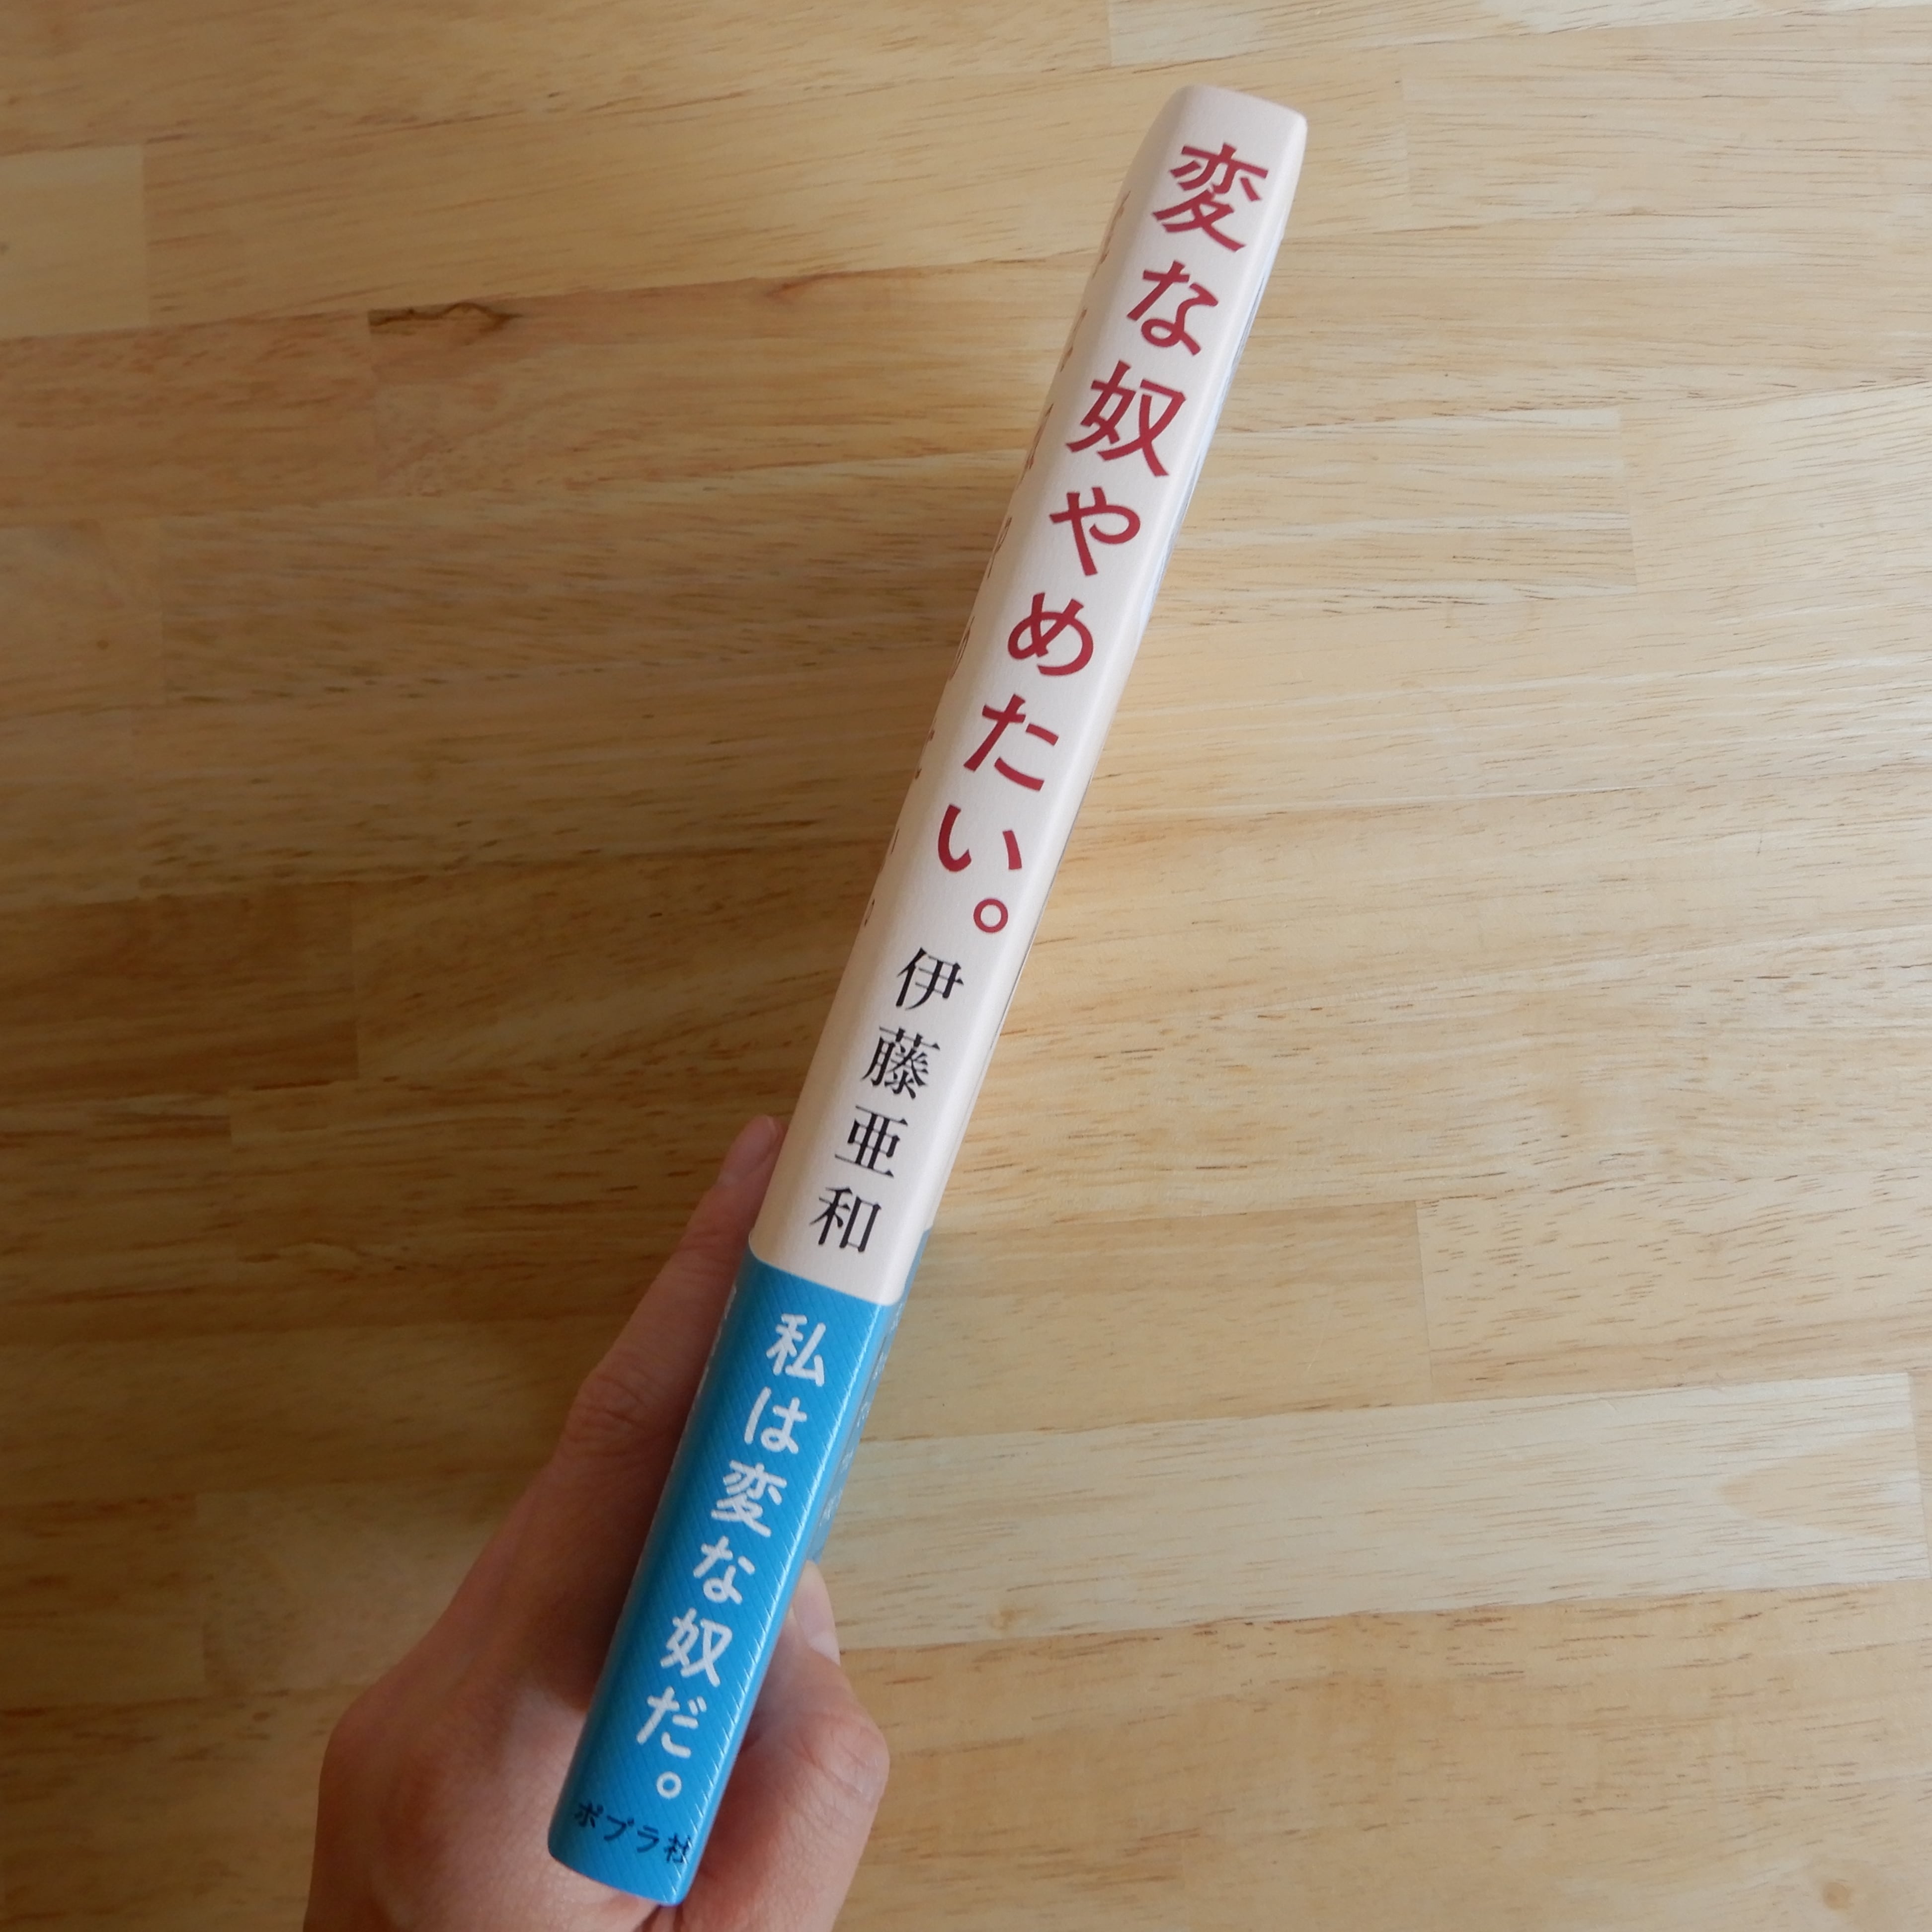 変な奴やめたい。
伊藤亜和
私は変な奴だ。
ポプラ社